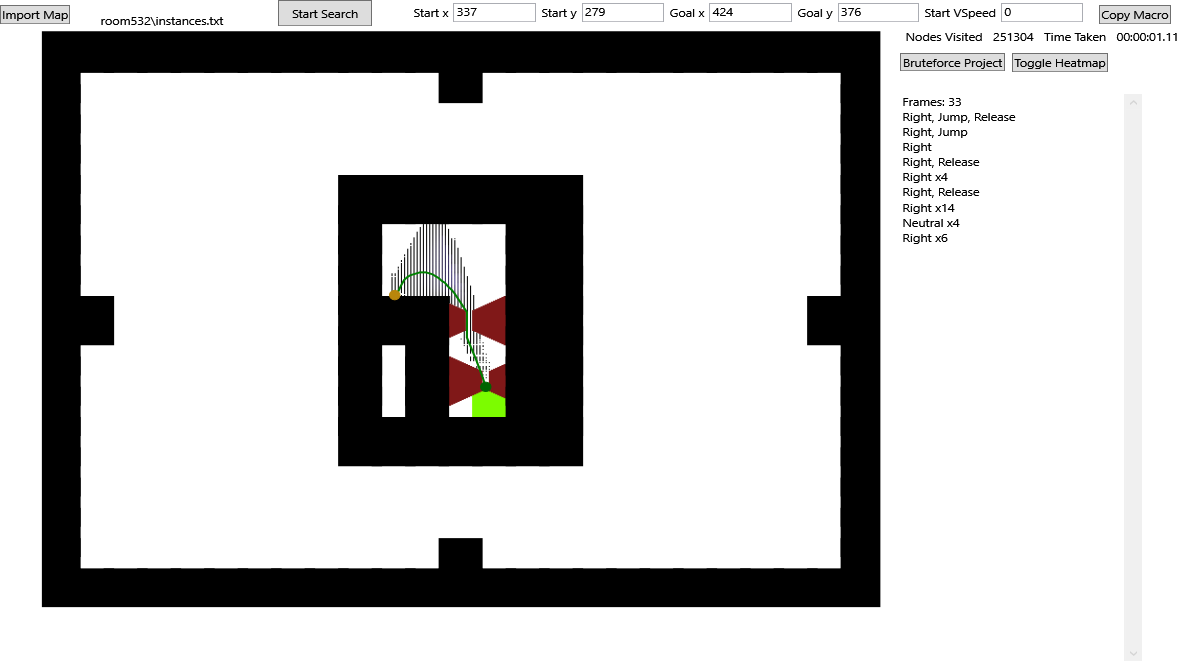 Import Map
room532\instances.txt
Start Search
Start x 337 Start y 279 Goal x 424 Goal y 376 Start VSpeed 0
Copy Macro
Nodes Visited 251304 Time Taken 00:00:01.11
Bruteforce Project Toggle Heatmap
Frames: 33
Right, Jump, Release
Right, Jump
Right
Right, Release
Right x4
Right, Release
Right x14
Neutral x4
Right x6